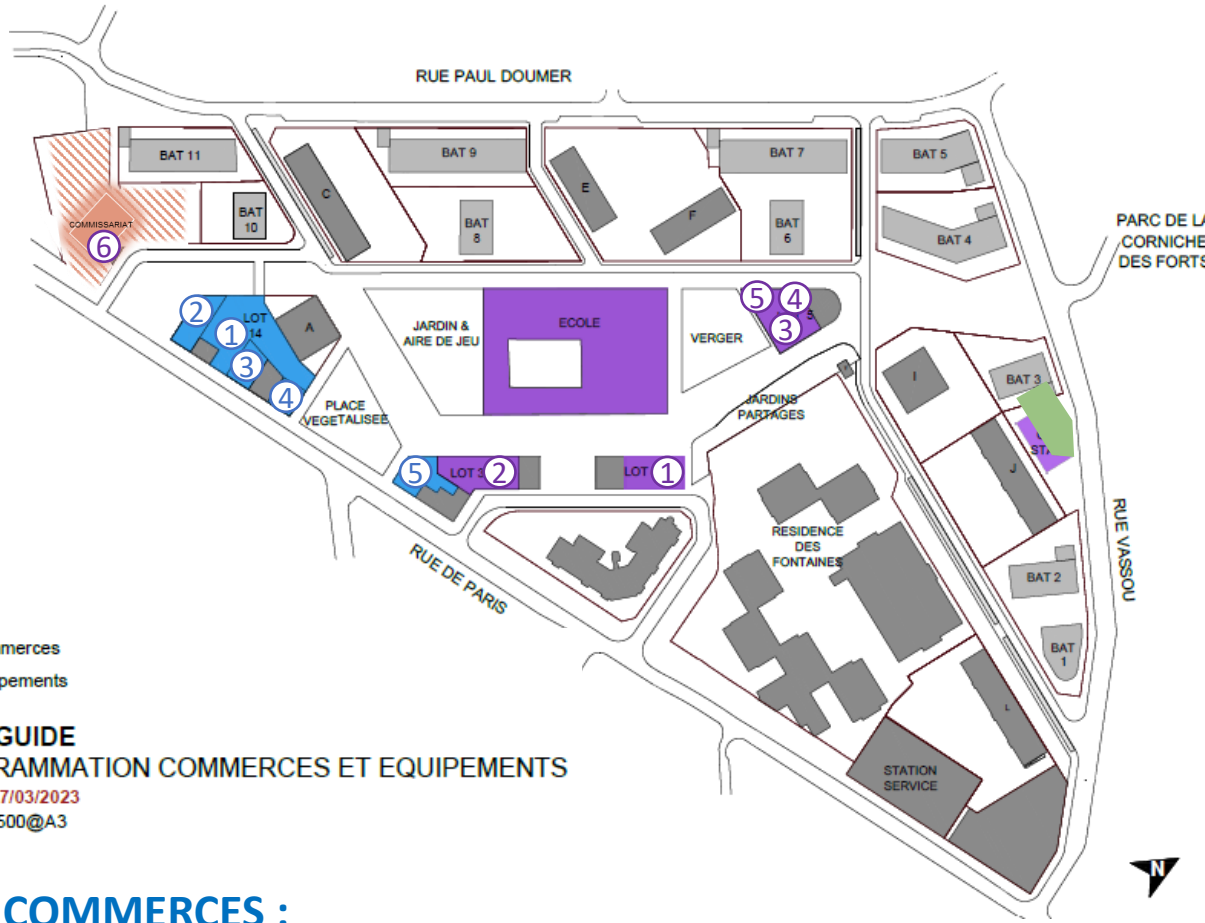 RUE PAUL DOUMER
BAT 11
BAT 9
BAT 7
BAT 5
C
E
F
BAT
10
BAT
8
BAT
6
BAT 4
COMMISSARIAT
6
PARC DE LA
CORNICHE
DES FORTS
2
1
LOT
14
A
3
4
JARDIN &
AIRE DE JEU
ECOLE
VERGER
5
4
3
5
PLACE
VEGETALISEE
JARDINS
PARTAGES
I
BAT 3
J
5
LOT 3
2
LOT
1
RESIDENCE
DES
FONTAINES
RUE DE PARIS
BAT 2
RUE VASSOU
BAT
1
L
STATION
SERVICE
merces
pements
GUIDE
RAMMATION COMMERCES ET EQUIPEMENTS
7/03/2023
500@A3
N
COMMERCES :